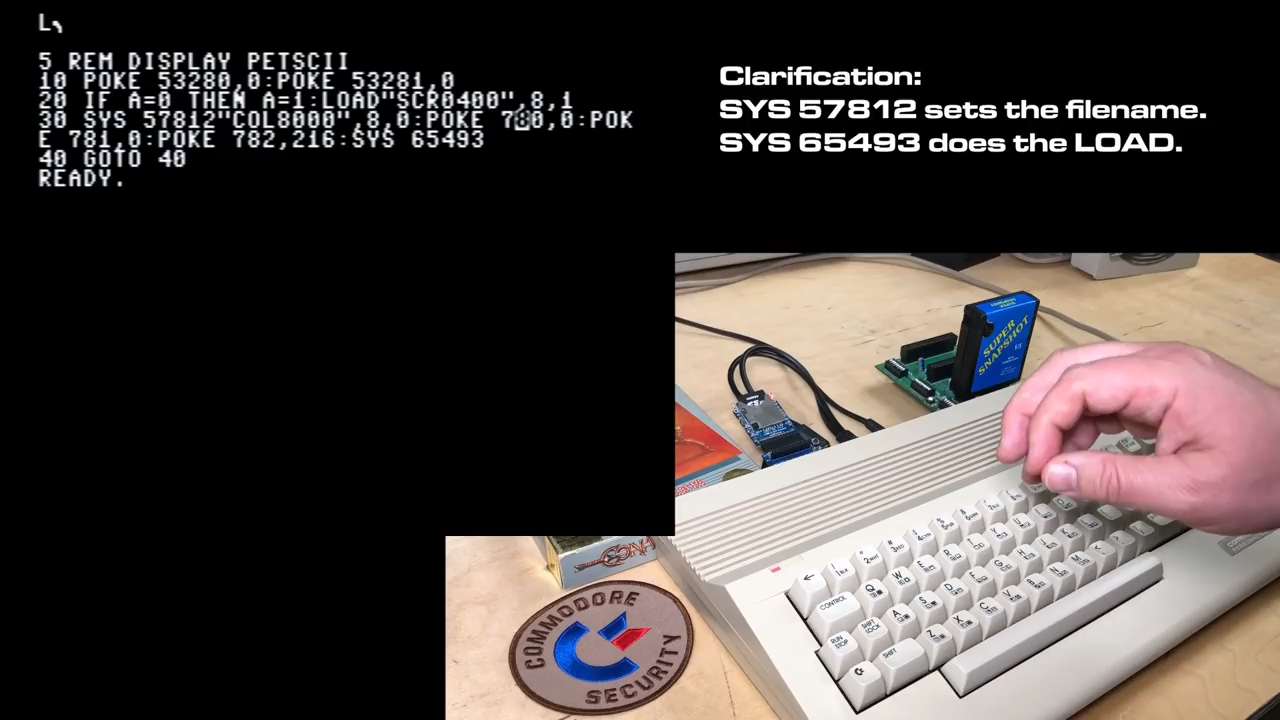 L,
5 REM DISPLAY PETSCII
10 POKE 53280,0:POKE 53281,0
20 IF A=0 THEN A=1:LOAD"SCR0400",8,1
30 SYS 57812"COL8000",8,0:POKE 780,0:POK
E 781,0:POKE 782,216:SYS 65493
40 GOTO 40
READY.
Clarification:
SYS 57812 sets the filename.
SYS 65493 does the LOAD.
SUPER
SNAPSHOT
CONTROL
RUN
STOP
SHIFT
LOCK
SHIFT
Q
W
E
R
T
Y
U
A
S
D
F
G
H
Z
X
C
V
B
N
M
COMMODORE
SECURITY